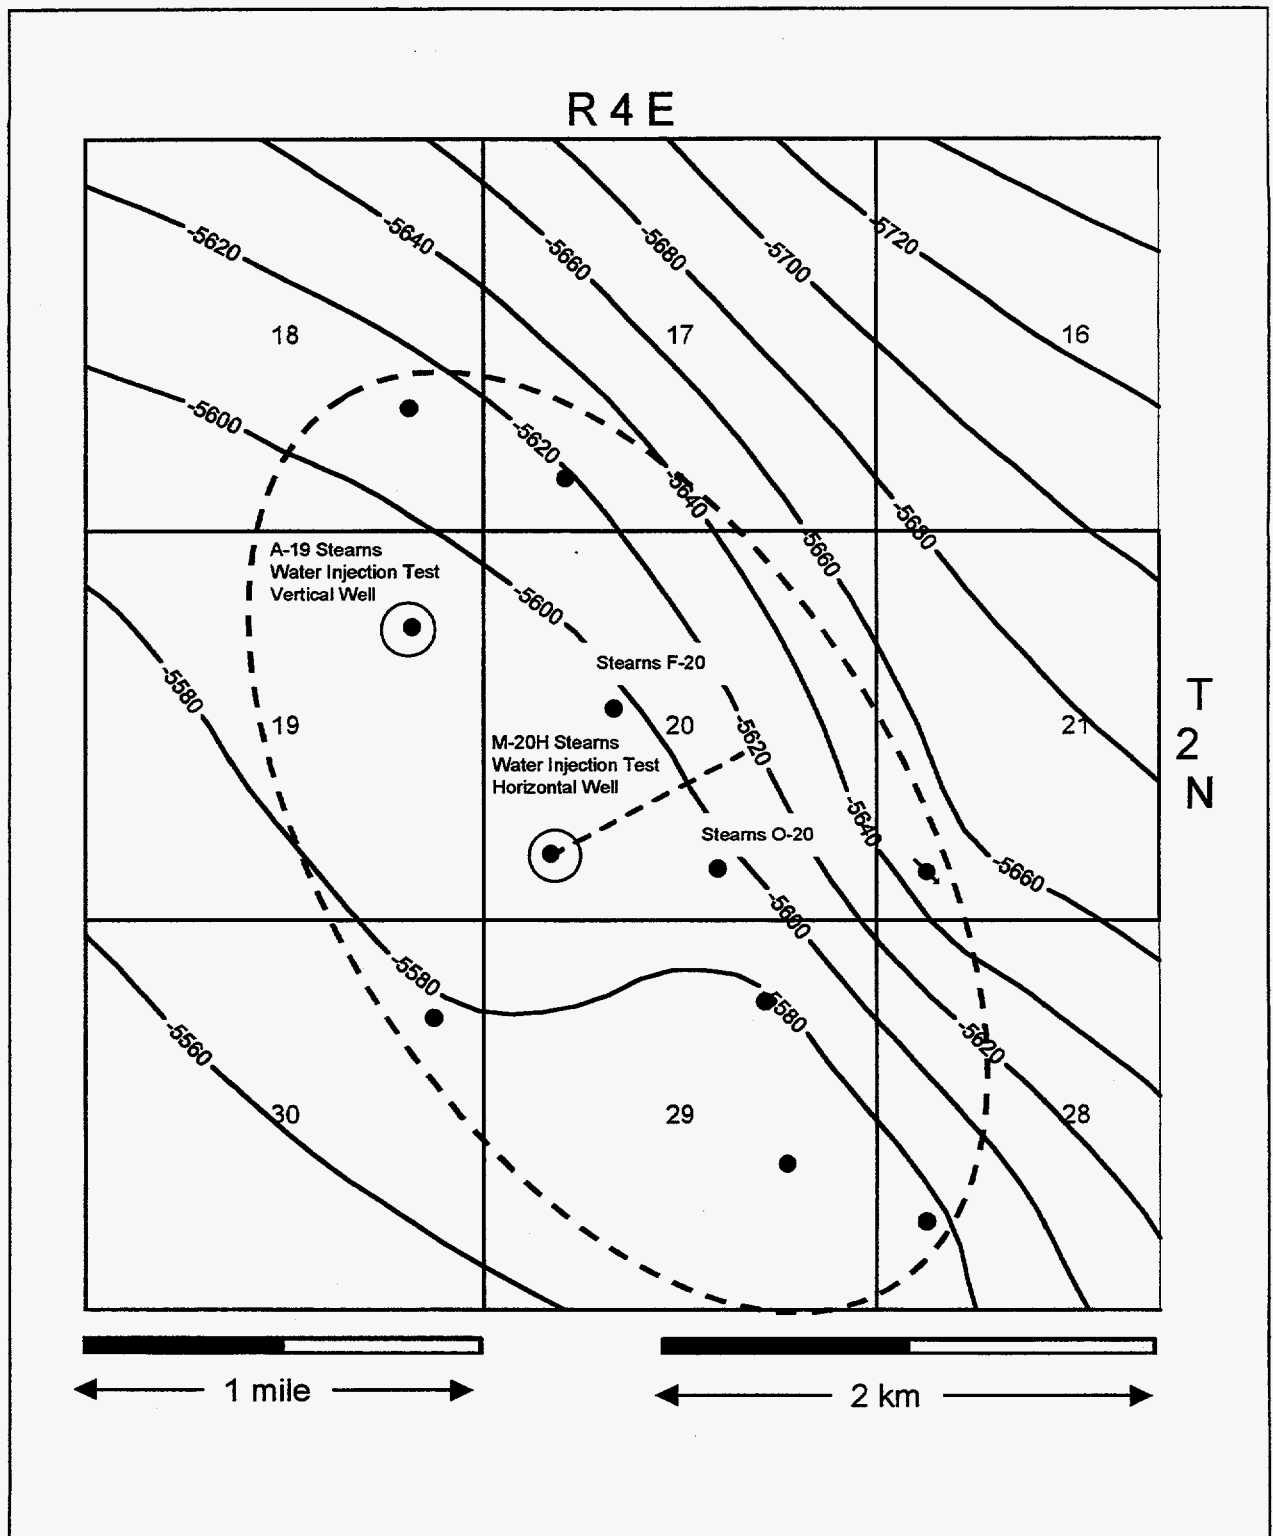 R 4 E
-5720
-5620
-5640
-5660
-5680
-5700
18
17
16
-5600
-5620
-5640
-5680
-5660
A-19 Stearns
Water Injection Test
Vertical Well
-5600
Stearns F-20
-5580
T
2
N
19
20
21
-5620
M-20H Stearns
Water Injection Test
Horizontal Well
-5640
Stearns O-20
-5660
-5600
-5580
-5580
-5560
-5620
30
29
28
1 mile
2 km